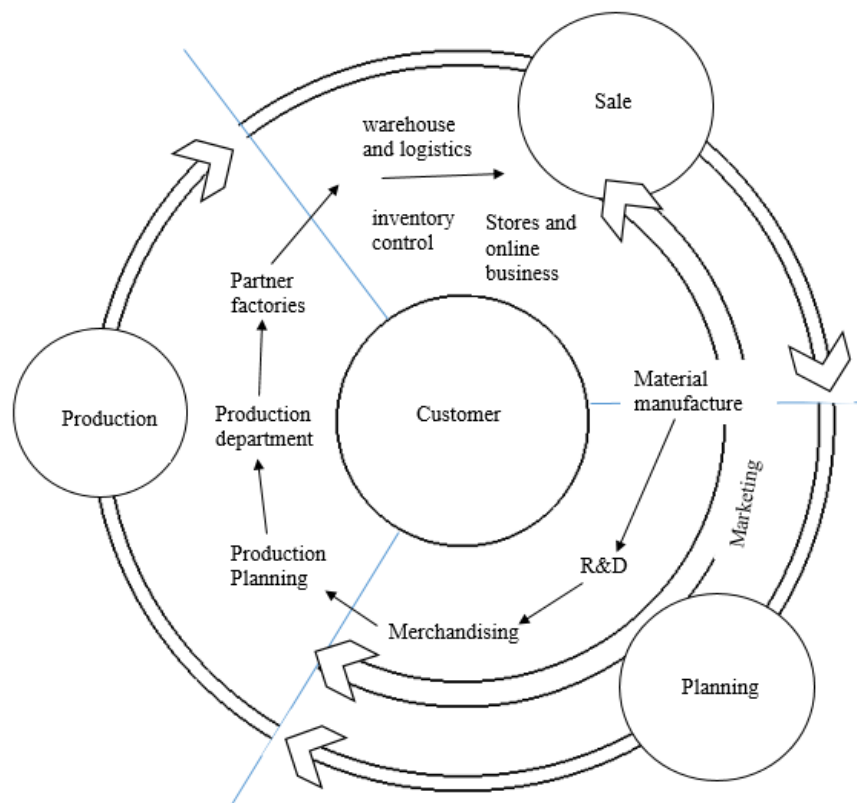 Sale
warehouse
and logistics
inventory
control
Stores and
online
business
Partner
factories
Material
manufacture
Production
Production
department
Customer
Marketing
Production
Planning
R&D
Merchandising
Planning